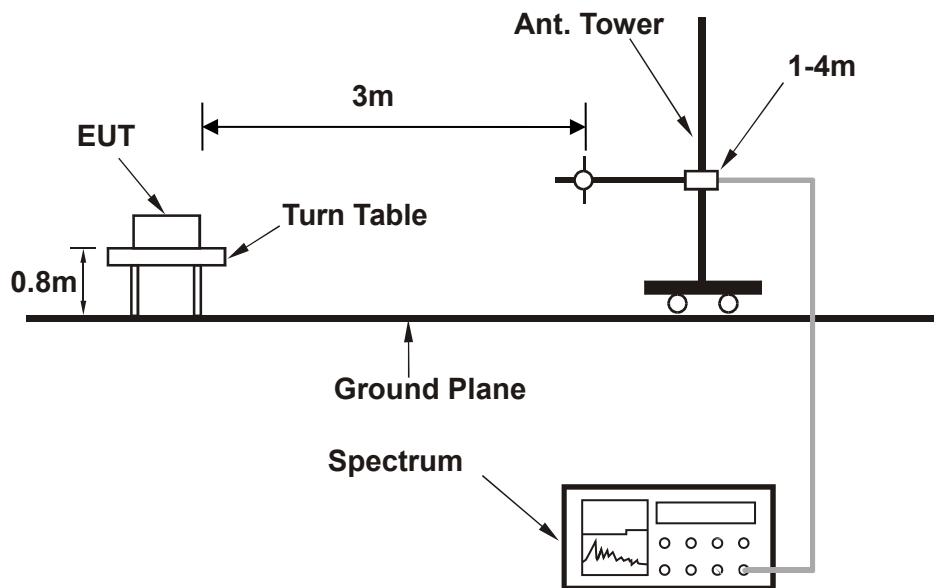 Ant. Tower
1-4m
3m
EUT
Turn Table
0.8m
Ground Plane
Spectrum